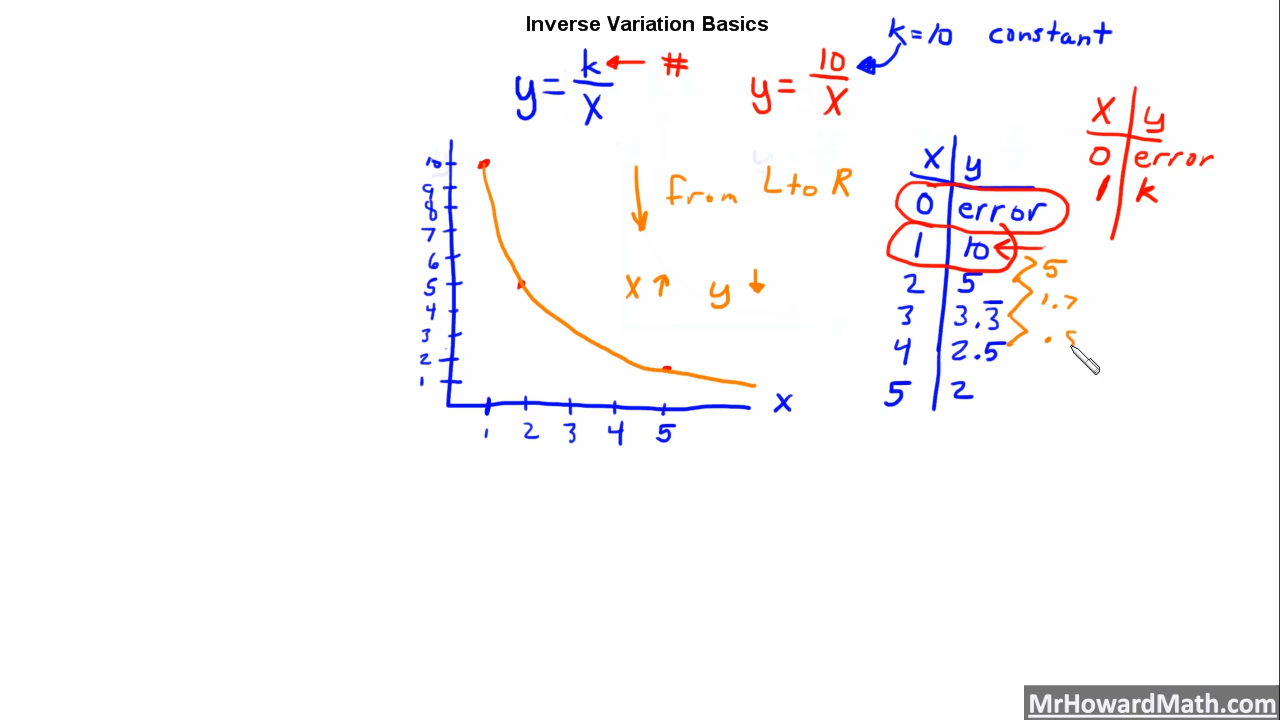 Inverse Variation Basics
k = 10 constant
y = k/x ← #
y = 10/x
x | y
0 | error
1 | k
x | y
0 | error
1 | 10 ←
2 | 5
3 | 3.3̅
4 | 2.5
5 | 2
5
1.7
.5
↓ from L to R
x ↑ y ↓
10
9
8
7
6
5
4
3
2
1
1 2 3 4 5
x
MrHowardMath.com